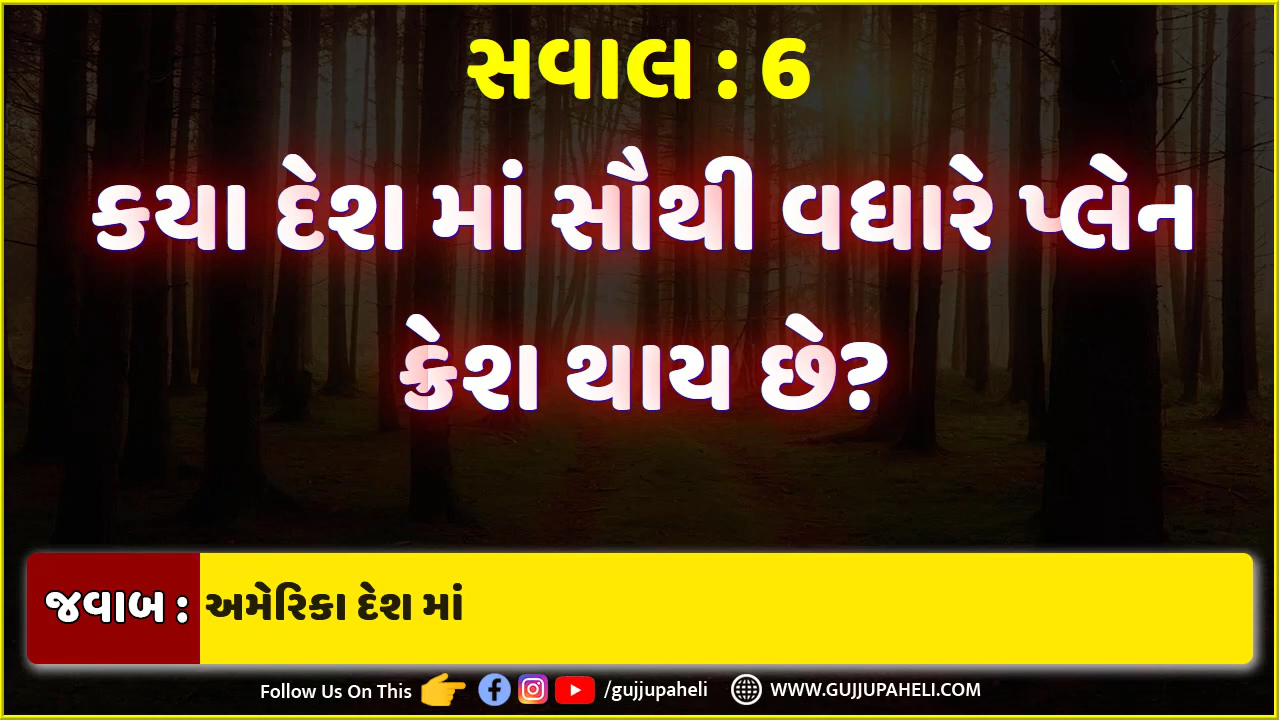 સવાલ : 6
કયા દેશ માં સૌથી વધારે પ્લેન
ક્રેશ થાય છે?
જવાબ : અમેરિકા દેશ માં
Follow Us On This /gujjupaheli WWW.GUJJUPAHELI.COM